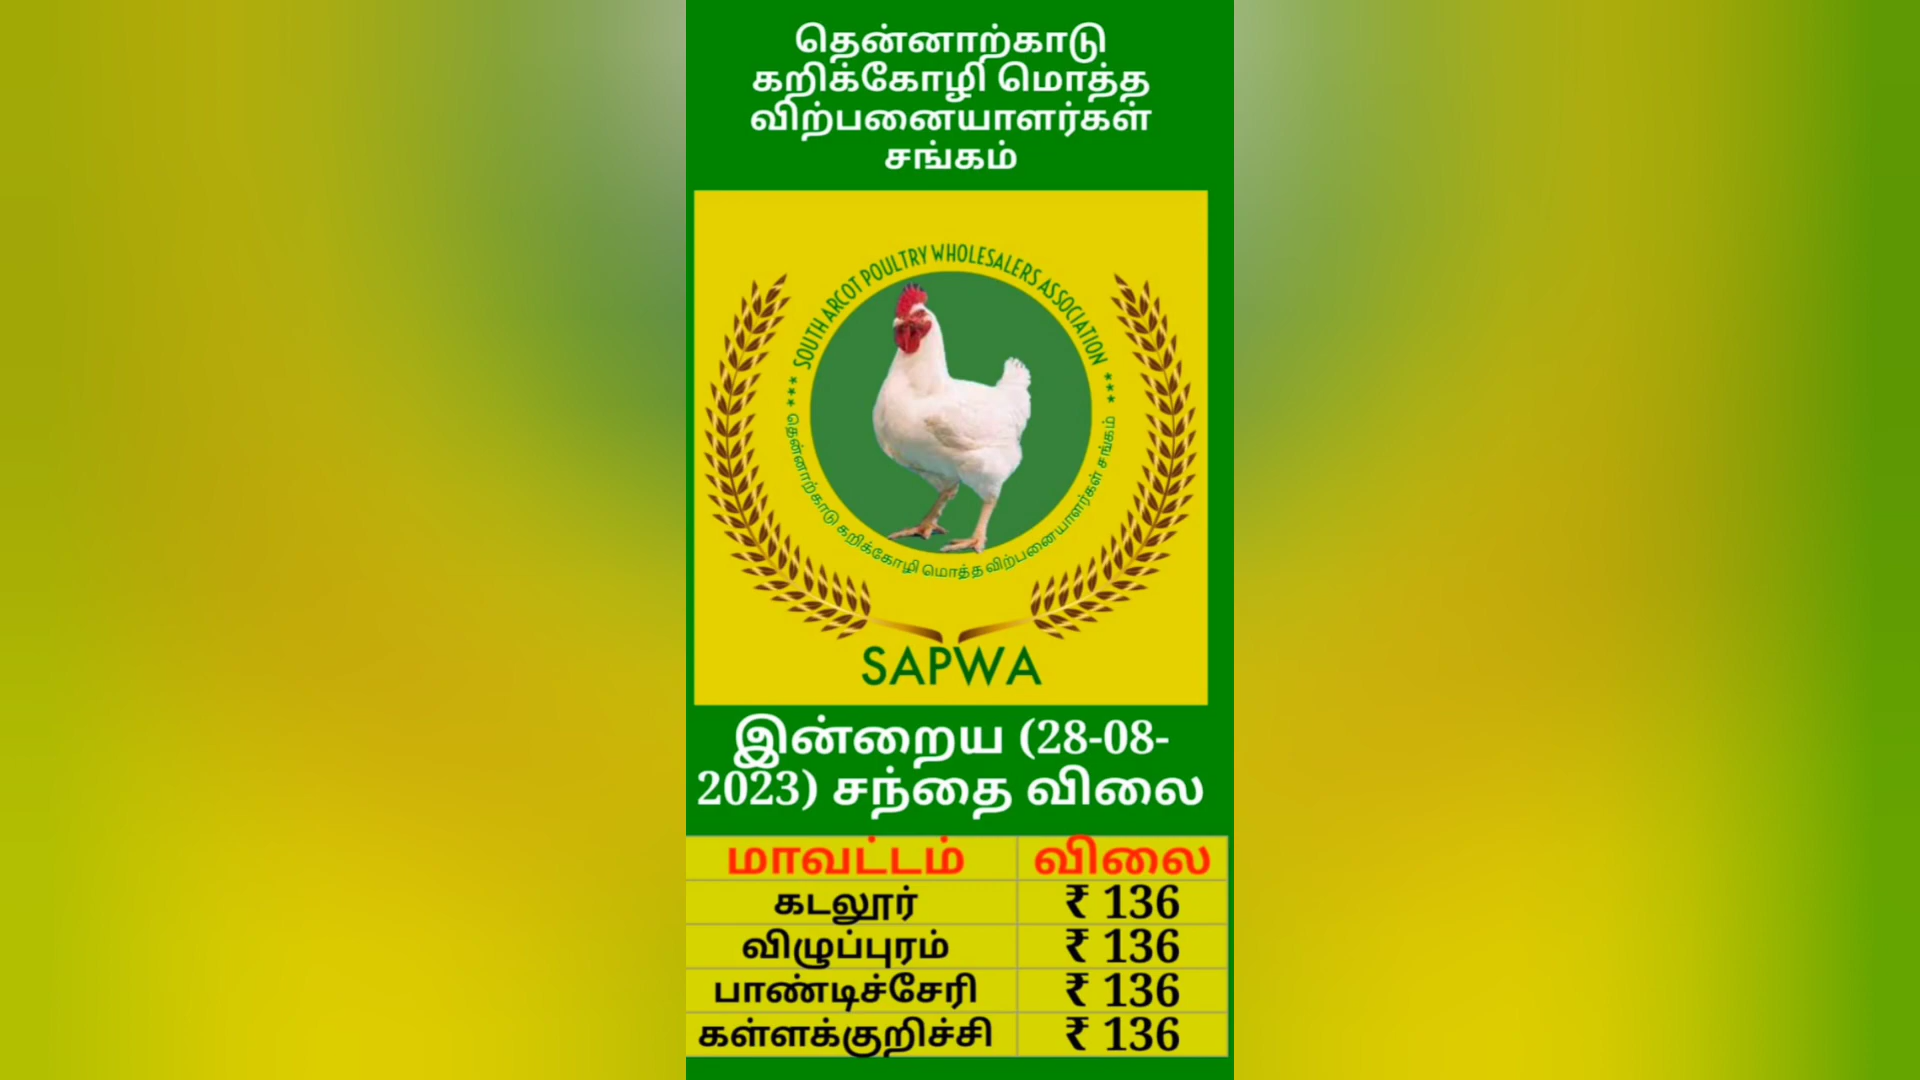 தென்னாற்காடு
கறிக்கோழி மொத்த
விற்பனையாளர்கள்
சங்கம்
*** SOUTH ARCOT POULTRY WHOLESALERS ASSOCIATION ***
தென்னாற்காடு கறிக்கோழி மொத்த விற்பனையாளர்கள் சங்கம்
SAPWA
இன்றைய (28-08-
2023) சந்தை விலை
மாவட்டம் விலை
கடலூர் ₹ 136
விழுப்புரம் ₹ 136
பாண்டிச்சேரி ₹ 136
கள்ளக்குறிச்சி ₹ 136